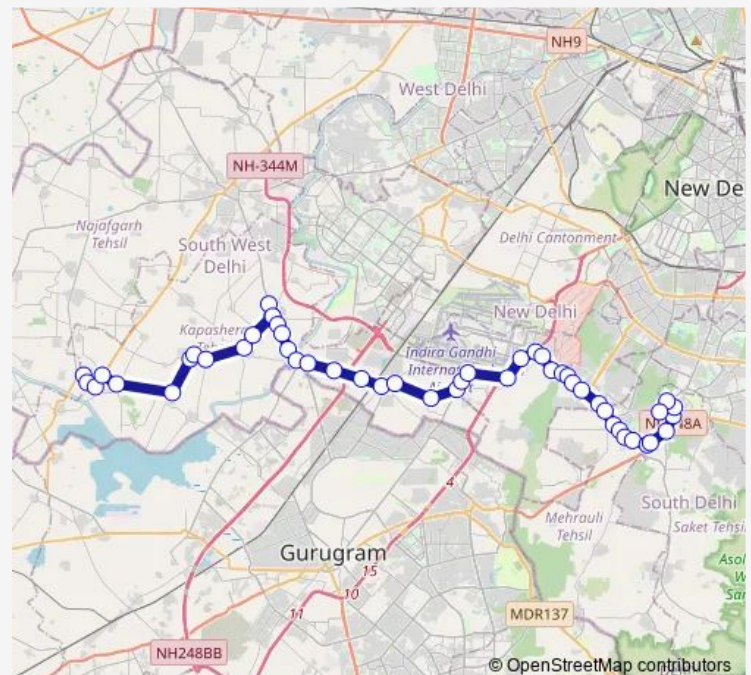 NH9
West Delhi
NH-344M
New De
Najafgarh
Tehsil
South West
Delhi
Delhi Cantonment
New Delhi
Kapashera
Indira Gandhi
4
South Delhi
Mehrauli
Tehsil
Saket Tehsi
Gurugram
15
10
11
MDR137
NH248BB
© OpenStreetMap contributors